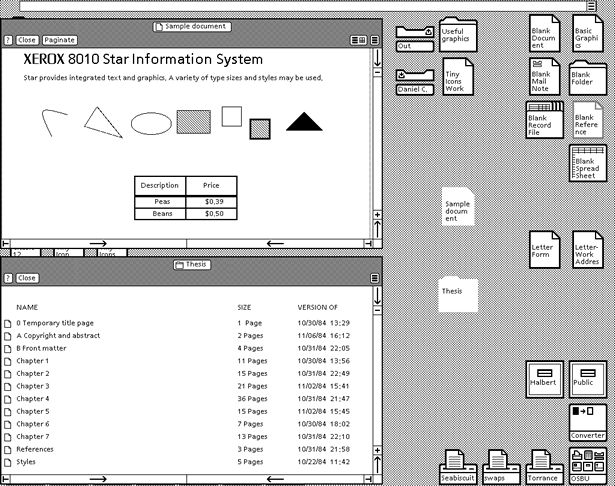 Sample document
? Close Paginate
XEROX 8010 Star Information System
Star provides integrated text and graphics. A variety of type sizes and styles may be used.
Description Price
Peas $0.39
Beans $0.50
Thesis
? Close
NAME SIZE VERSION OF
0 Temporary title page 1 Page 10/30/84 13:29
A Copyright and abstract 2 Pages 11/06/84 16:12
B Front matter 4 Pages 10/31/84 22:05
Chapter 1 11 Pages 10/30/84 13:56
Chapter 2 15 Pages 10/31/84 22:49
Chapter 3 21 Pages 11/02/84 15:41
Chapter 4 36 Pages 10/31/84 21:47
Chapter 5 15 Pages 11/02/84 15:45
Chapter 6 7 Pages 10/30/84 18:02
Chapter 7 13 Pages 10/31/84 22:10
References 3 Pages 10/31/84 21:58
Styles 5 Pages 10/22/84 11:42
Out
Useful
graphics
Daniel C.
Tiny
Icons
Work
Blank
Docum
ent
Basic
Graphi
cs
Blank
Mail
Note
Blank
Folder
Blank
Record
File
Blank
Refere
nce
Blank
Spread
Sheet
Sample
docum
ent
Letter
Form
Letter-
Work
Addres
Thesis
Halbert
Public
Converter
Seabiscuit
swaps
Torrance
OSBU